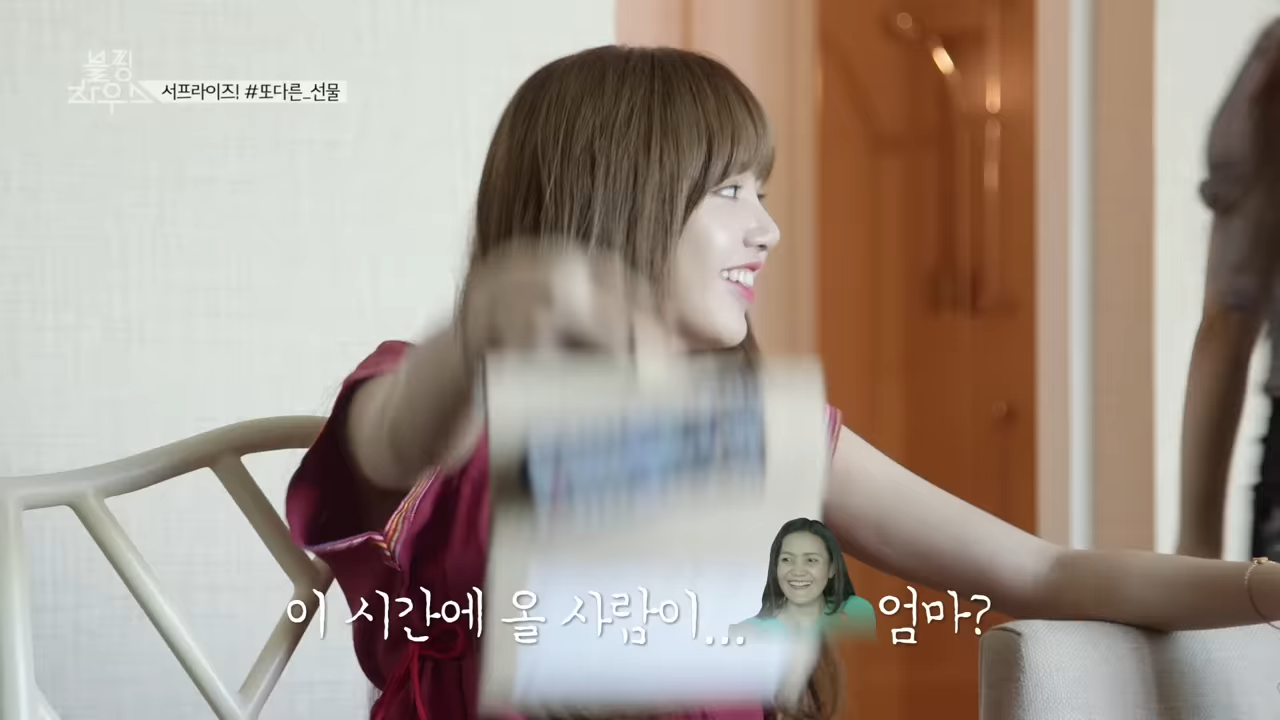 블핑
하우스
서프라이즈! #또다른_선물
이 시간에 올 사람이... 엄마?